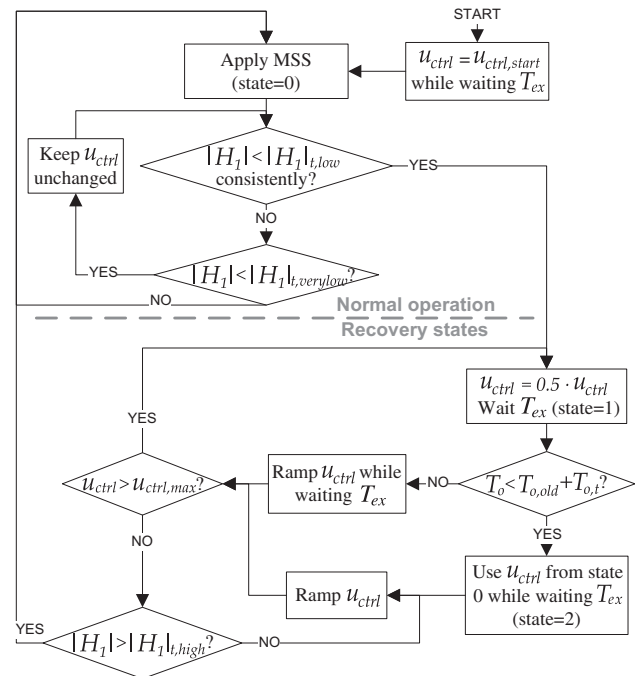 START
Apply MSS
(state=0)
u_ctrl = u_ctrl,start
while waiting T_ex
Keep u_ctrl
unchanged
|H_1| < |H_1|_t,low
consistently?
YES
NO
YES
|H_1| < |H_1|_t,verylow?
NO
Normal operation
Recovery states
u_ctrl = 0.5 · u_ctrl
Wait T_ex (state=1)
YES
u_ctrl > u_ctrl,max?
Ramp u_ctrl while
waiting T_ex
NO
T_o < T_o,old + T_o,t?
NO
YES
Ramp u_ctrl
Use u_ctrl from state
0 while waiting T_ex
(state=2)
YES
|H_1| > |H_1|_t,high?
NO